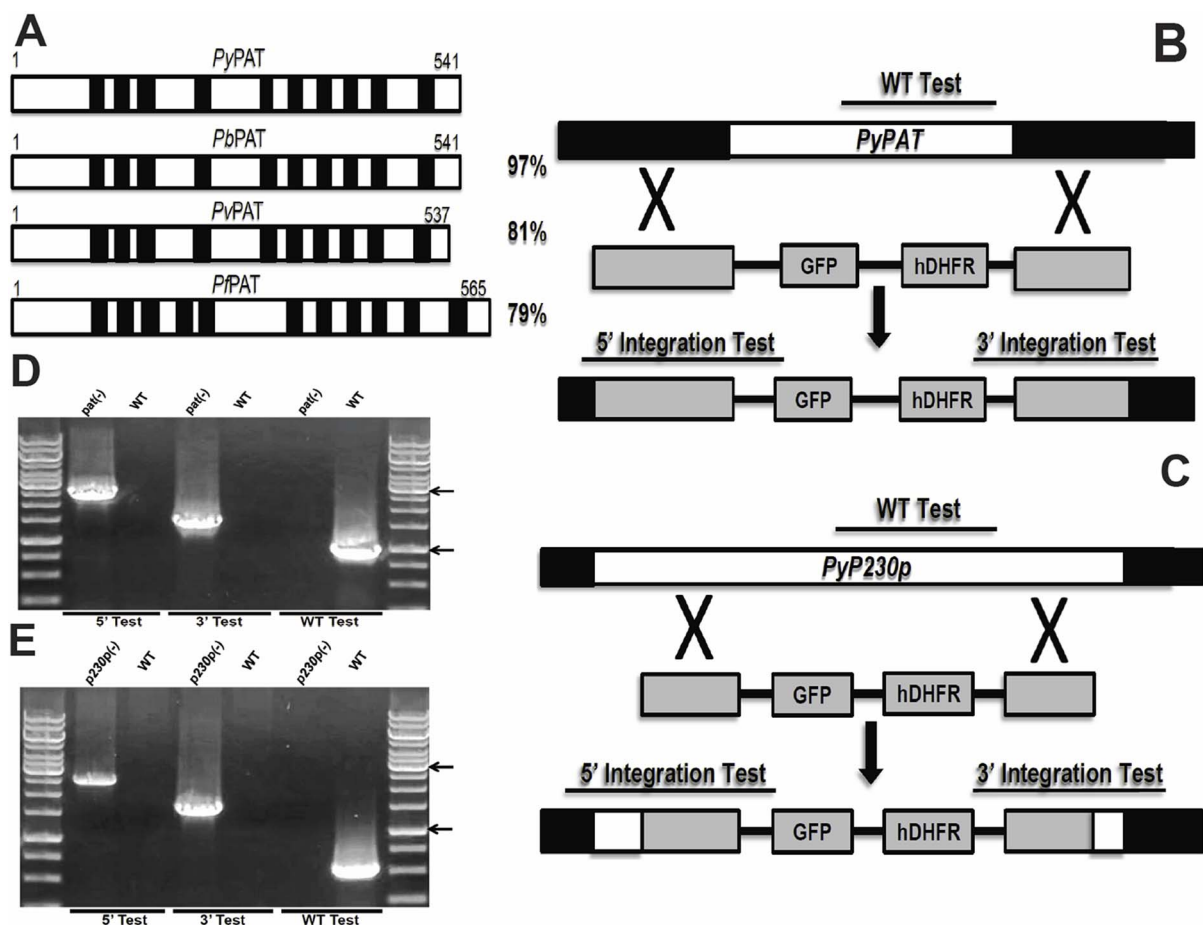 A
1 PyPAT 541
1 PbPAT 541
97%
1 PvPAT 537
81%
1 PfPAT 565
79%
B
WT Test
PyPAT
GFP hDHFR
5' Integration Test 3' Integration Test
GFP hDHFR
C
WT Test
PyP230p
GFP hDHFR
5' Integration Test 3' Integration Test
GFP hDHFR
D
pat(-) WT pat(-) WT pat(-) WT
5' Test 3' Test WT Test
E
p230p(-) WT p230p(-) WT p230p(-) WT
5' Test 3' Test WT Test